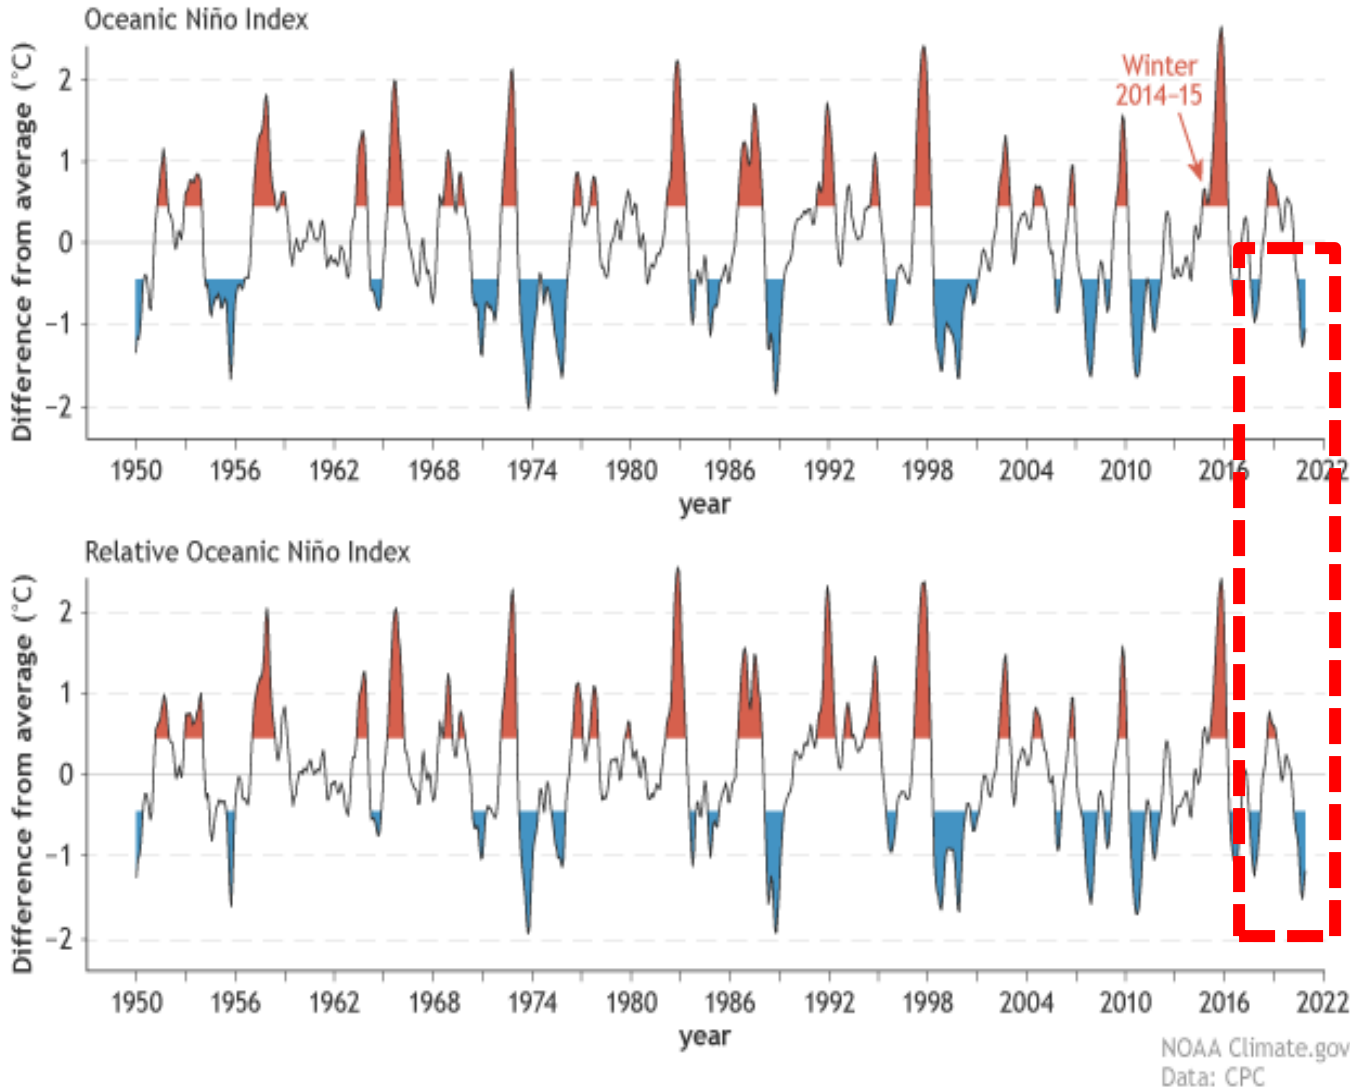 Oceanic Niño Index
Difference from average (°C)
2
1
0
−1
−2
Winter
2014–15
1950 1956 1962 1968 1974 1980 1986 1992 1998 2004 2010 2016 2022
year
Relative Oceanic Niño Index
Difference from average (°C)
2
1
0
−1
−2
1950 1956 1962 1968 1974 1980 1986 1992 1998 2004 2010 2016 2022
year
NOAA Climate.gov
Data: CPC